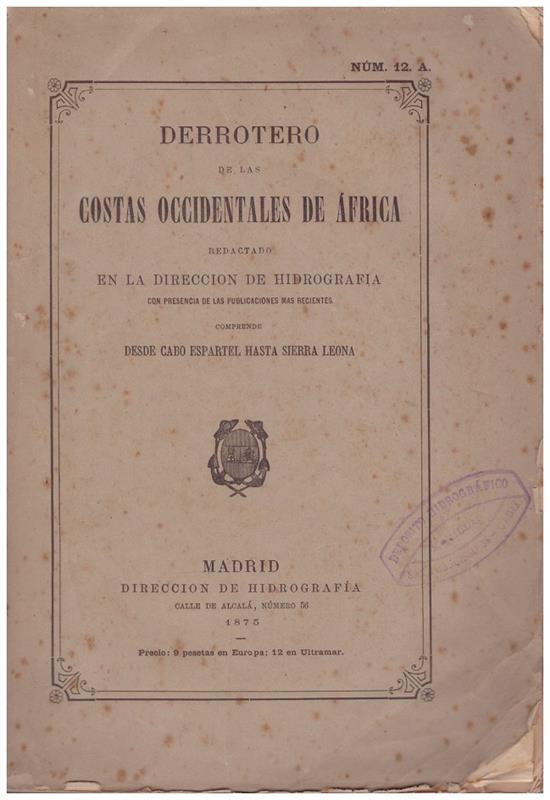 NÚM. 12. A.
DERROTERO
DE LAS
COSTAS OCCIDENTALES DE ÁFRICA
REDACTADO
EN LA DIRECCION DE HIDROGRAFIA
CON PRESENCIA DE LAS PUBLICACIONES MAS RECIENTES.
COMPRENDE
DESDE CABO ESPARTEL HASTA SIERRA LEONA
MADRID
DIRECCION DE HIDROGRAFÍA
CALLE DE ALCALÁ, NÚMERO 56
1875
Precio: 9 pesetas en Europa; 12 en Ultramar.
DEPOSITO HIDROGRÁFICO